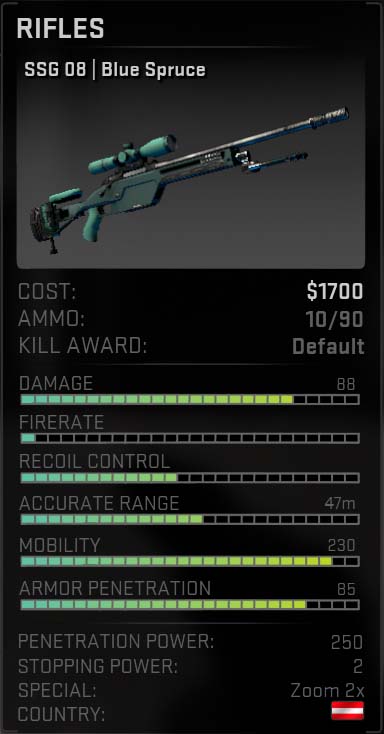 RIFLES
SSG 08 | Blue Spruce
COST: $1700
AMMO: 10/90
KILL AWARD: Default
DAMAGE 88
FIRERATE
RECOIL CONTROL
ACCURATE RANGE 47m
MOBILITY 230
ARMOR PENETRATION 85
PENETRATION POWER: 250
STOPPING POWER: 2
SPECIAL: Zoom 2x
COUNTRY: